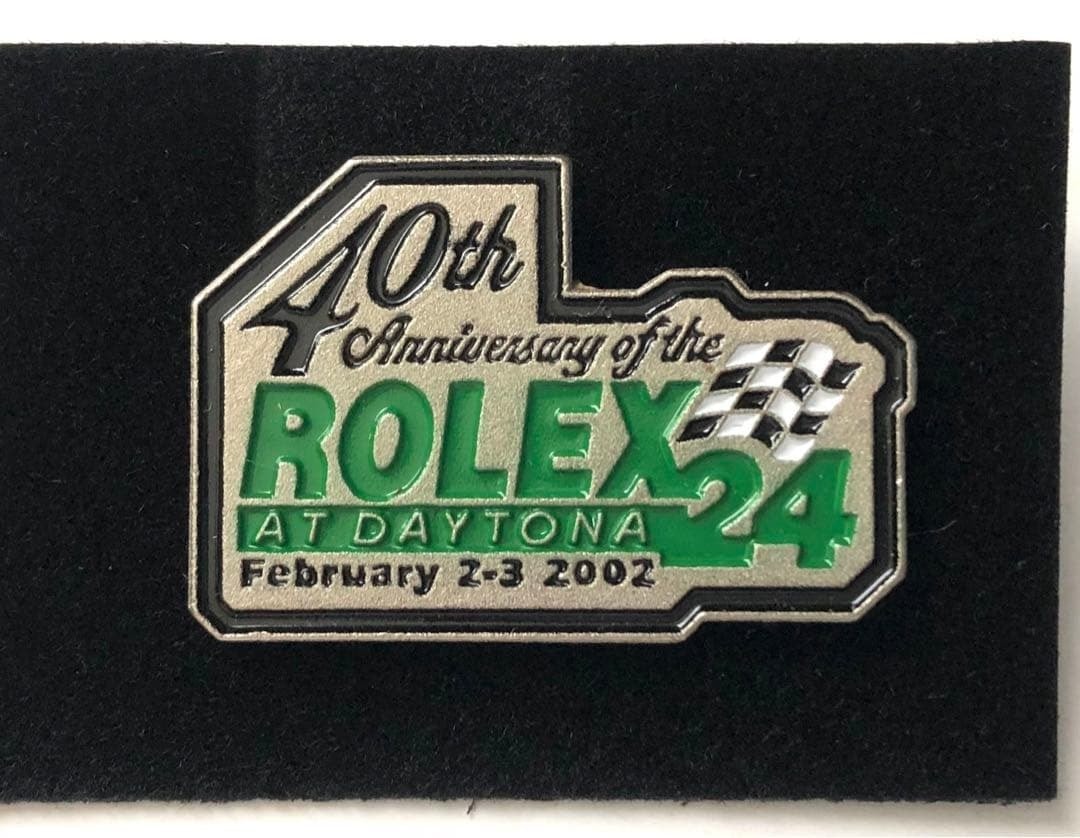 40th
Anniversary of the
ROLEX
24
AT DAYTONA
February 2-3 2002